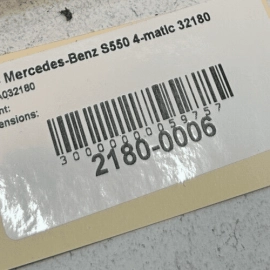 Mercedes-Benz S550 4-matic 32180
A032180
nt:
ensions:
3000000059757
2180-0006